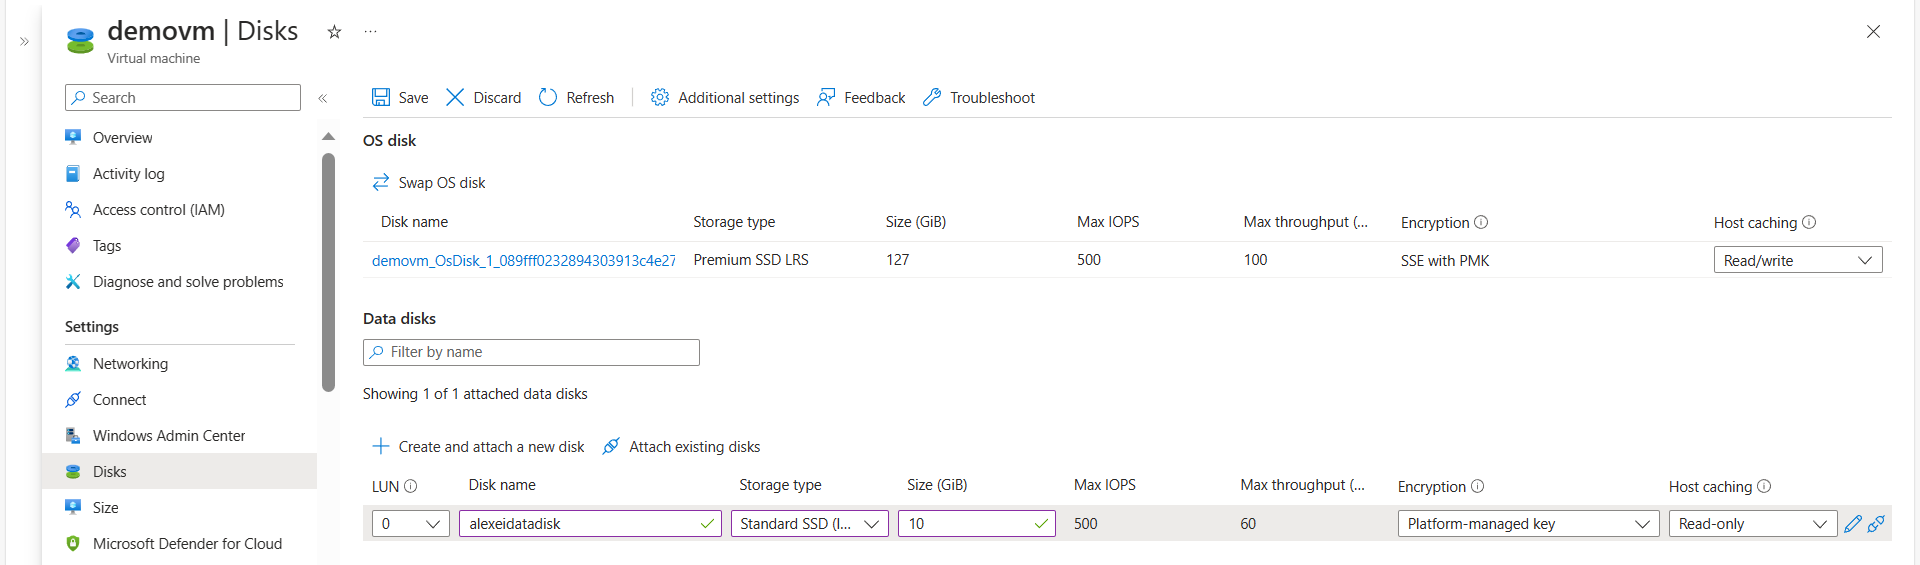 demovm | Disks
Virtual machine
Search
Save Discard Refresh Additional settings Feedback Troubleshoot
Overview
Activity log
Access control (IAM)
Tags
Diagnose and solve problems
Settings
Networking
Connect
Windows Admin Center
Disks
Size
Microsoft Defender for Cloud
OS disk
Swap OS disk
Disk name Storage type Size (GiB) Max IOPS Max throughput (... Encryption Host caching
demovm_OsDisk_1_089fff0232894303913c4e27 Premium SSD LRS 127 500 100 SSE with PMK Read/write
Data disks
Filter by name
Showing 1 of 1 attached data disks
Create and attach a new disk Attach existing disks
LUN Disk name Storage type Size (GiB) Max IOPS Max throughput (... Encryption Host caching
0 alexeidatadisk Standard SSD (l... 10 500 60 Platform-managed key Read-only